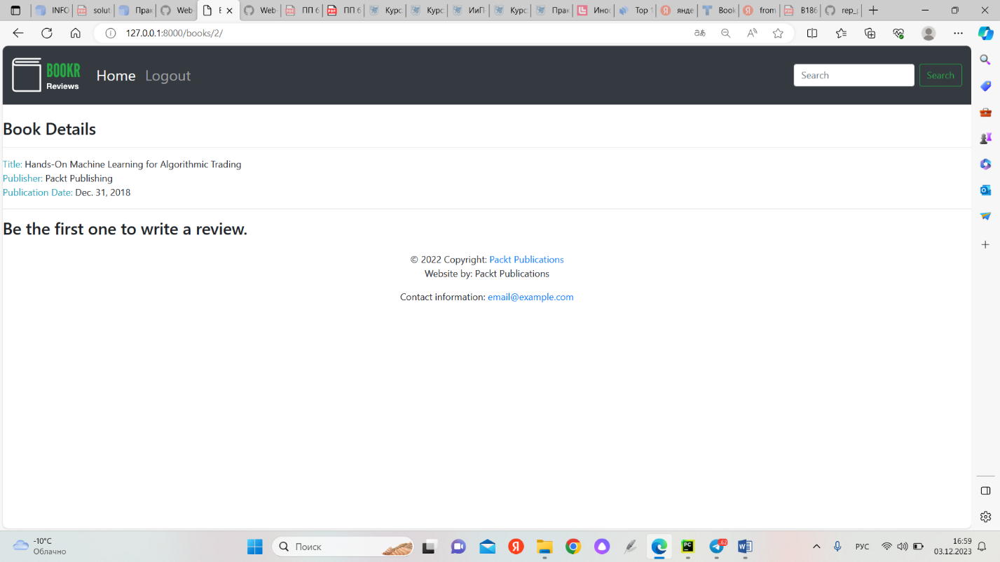 INFO
solut
Прак
Web-
Б
Web-
ПП 6
ПП 6
Курс
Курс:
ИиП
Курс:
Прак
Инос
Top 1
янде
Book
from
B186
rep_p
127.0.0.1:8000/books/2/
BOOKR
Reviews
Home Logout
Search Search
Book Details
Title: Hands-On Machine Learning for Algorithmic Trading
Publisher: Packt Publishing
Publication Date: Dec. 31, 2018
Be the first one to write a review.
© 2022 Copyright: Packt Publications
Website by: Packt Publications
Contact information: email@example.com
-10°C
Облачно
Поиск
62
РУС
16:59
03.12.2023